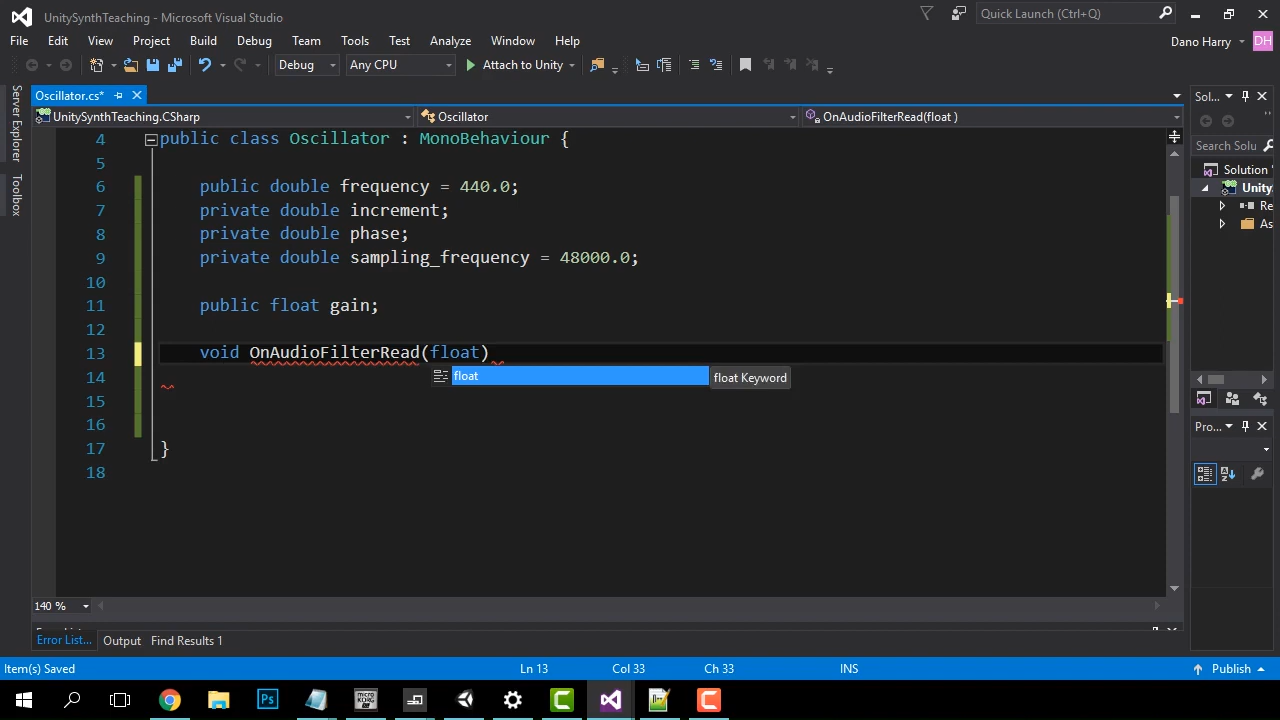 UnitySynthTeaching - Microsoft Visual Studio
Quick Launch (Ctrl+Q)
File Edit View Project Build Debug Team Tools Test Analyze Window Help
Dano Harry DH
Debug Any CPU Attach to Unity
Server Explorer
Toolbox
Oscillator.cs*
Sol...
UnitySynthTeaching.CSharp Oscillator OnAudioFilterRead(float )
Search Solu
Solution '
Unity
Re
As
4 public class Oscillator : MonoBehaviour {
5
6 public double frequency = 440.0;
7 private double increment;
8 private double phase;
9 private double sampling_frequency = 48000.0;
10
11 public float gain;
12
13 void OnAudioFilterRead(float)
float float Keyword
14
15
16
17 }
18
Pro...
140 %
Error List... Output Find Results 1
Item(s) Saved Ln 13 Col 33 Ch 33 INS Publish
Ps